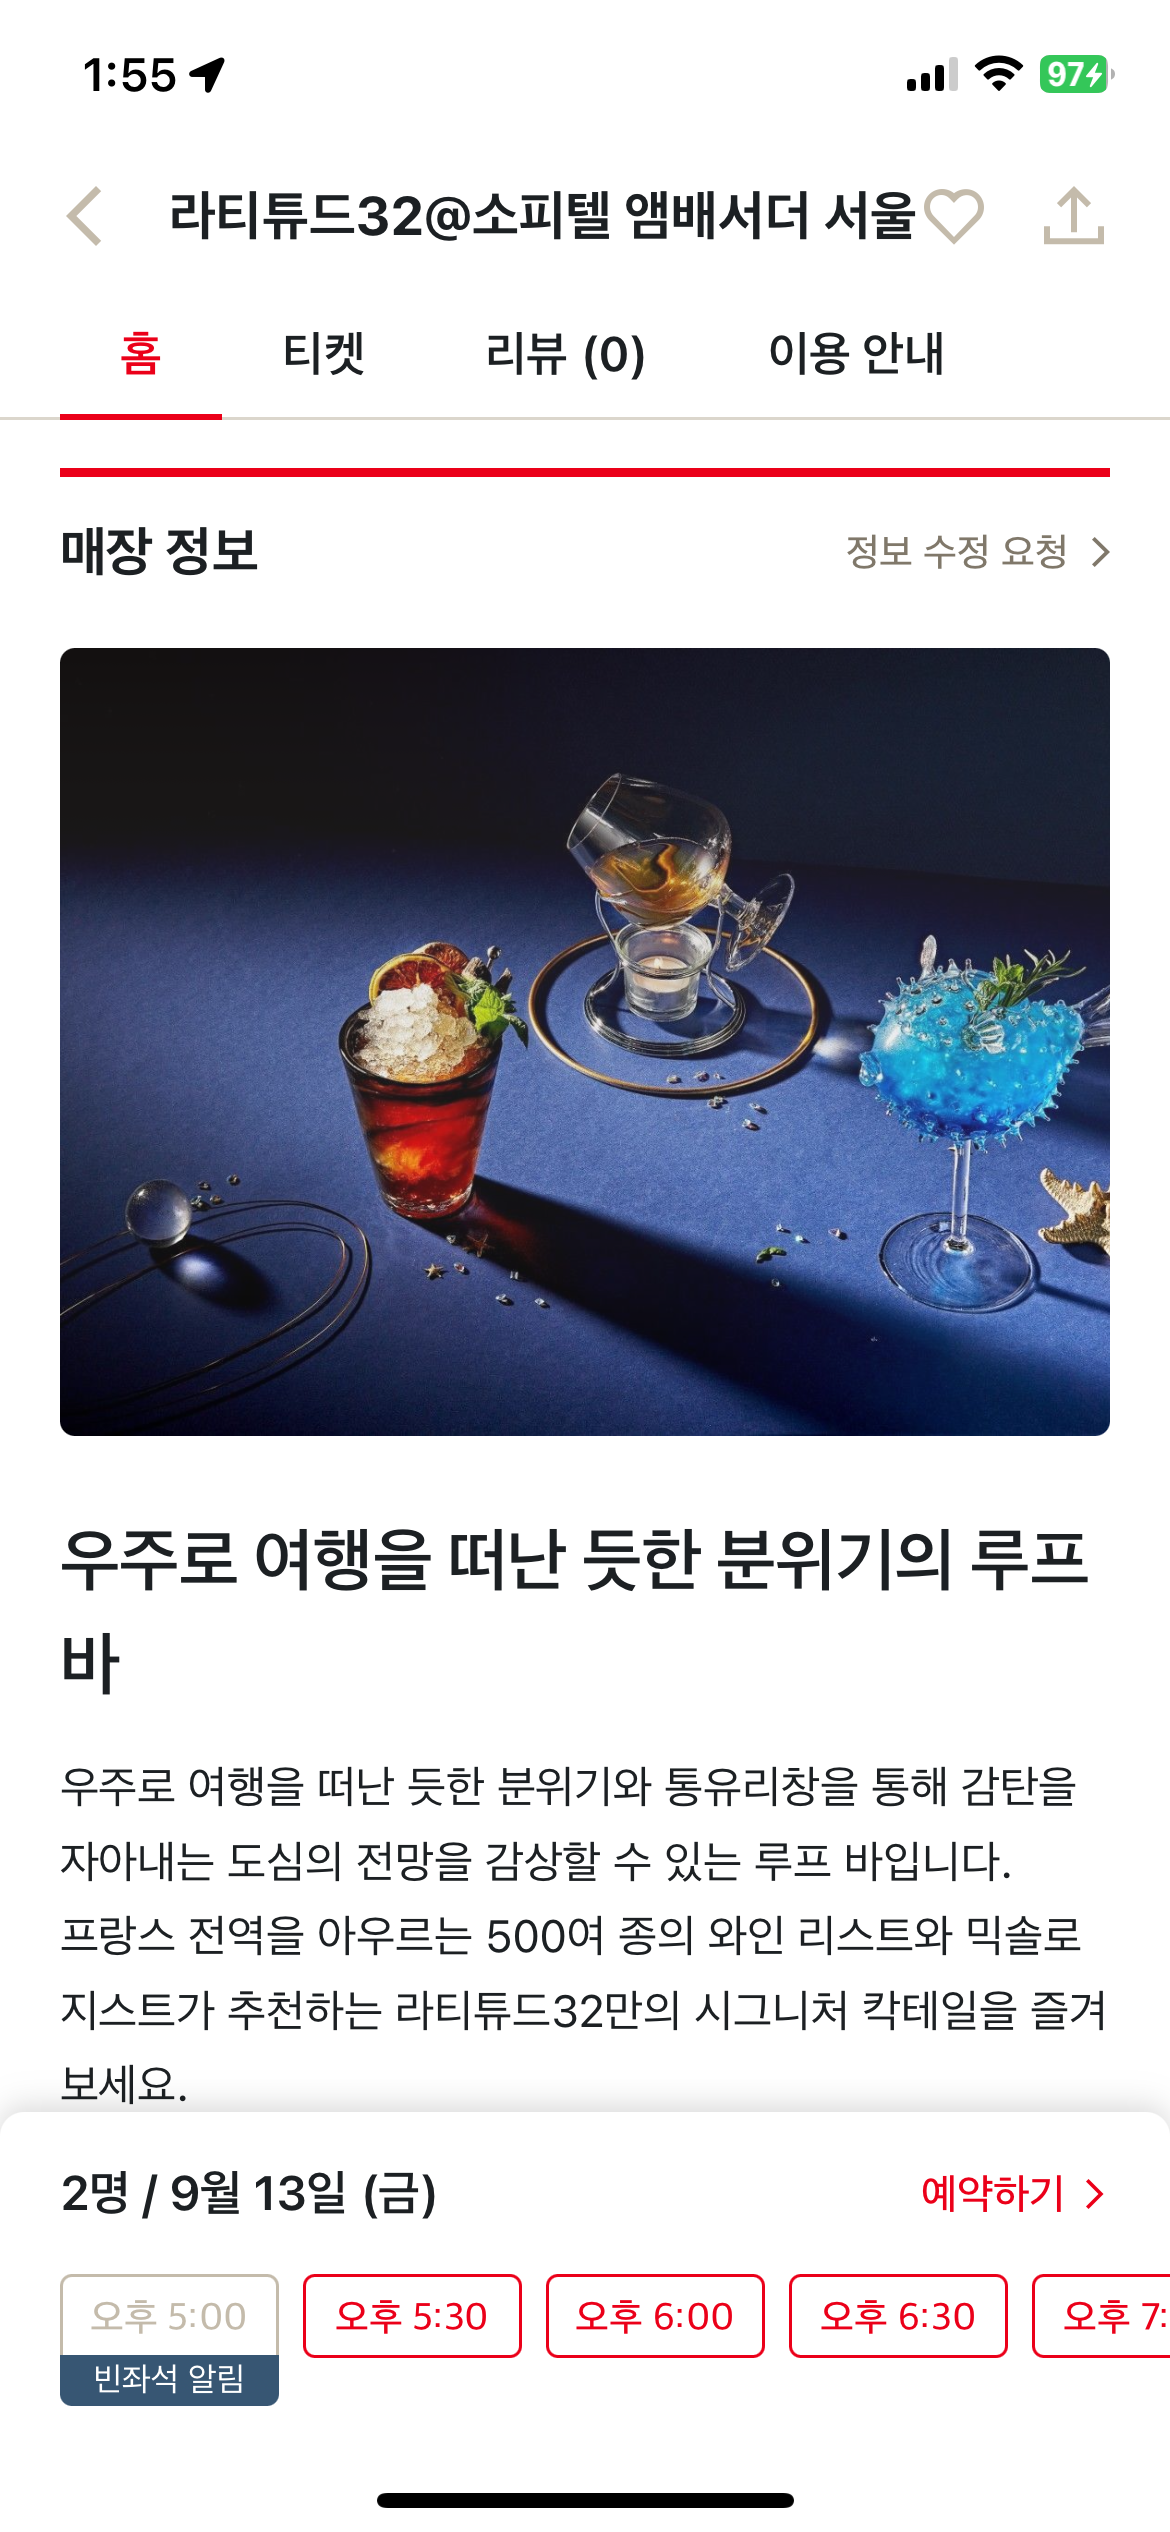 1:55
97
라티튜드32@소피텔 앰배서더 서울
홈 티켓 리뷰 (0) 이용 안내
매장 정보 정보 수정 요청
우주로 여행을 떠난 듯한 분위기의 루프
바
우주로 여행을 떠난 듯한 분위기와 통유리창을 통해 감탄을
자아내는 도심의 전망을 감상할 수 있는 루프 바입니다.
프랑스 전역을 아우르는 500여 종의 와인 리스트와 믹솔로
지스트가 추천하는 라티튜드32만의 시그니처 칵테일을 즐겨
보세요.
2명 / 9월 13일 (금) 예약하기
오후 5:00 오후 5:30 오후 6:00 오후 6:30 오후 7:
빈좌석 알림